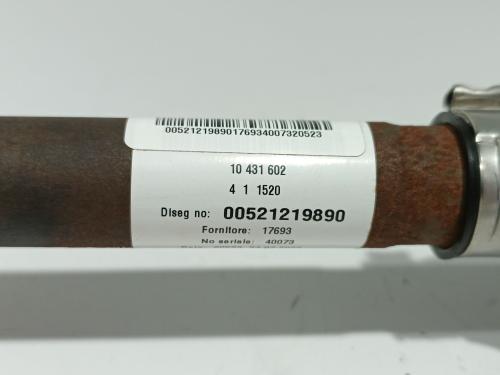 00521219890176934007320523
10 431 602
4 1 1520
Diseg no: 00521219890
Fornitore: 17693
No seriale: 40073